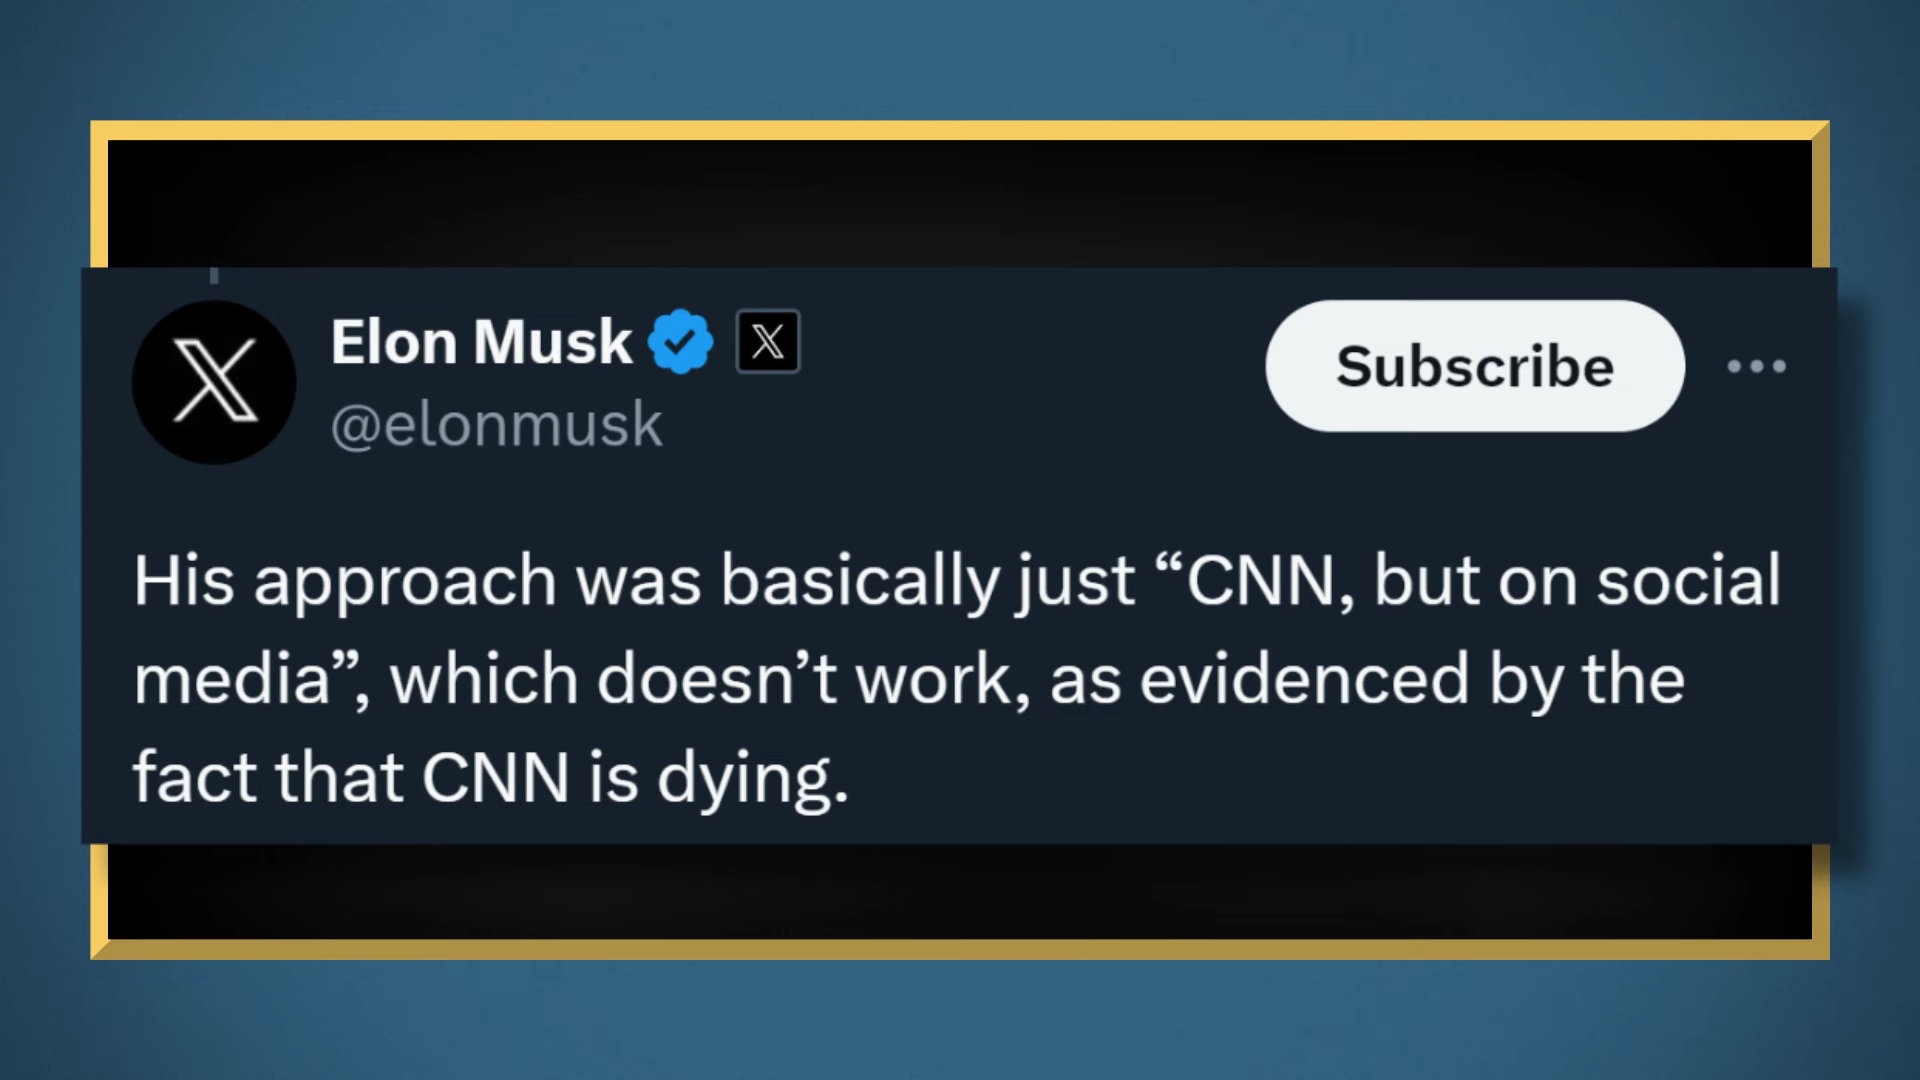 Elon Musk
@elonmusk
Subscribe
His approach was basically just “CNN, but on social
media”, which doesn’t work, as evidenced by the
fact that CNN is dying.